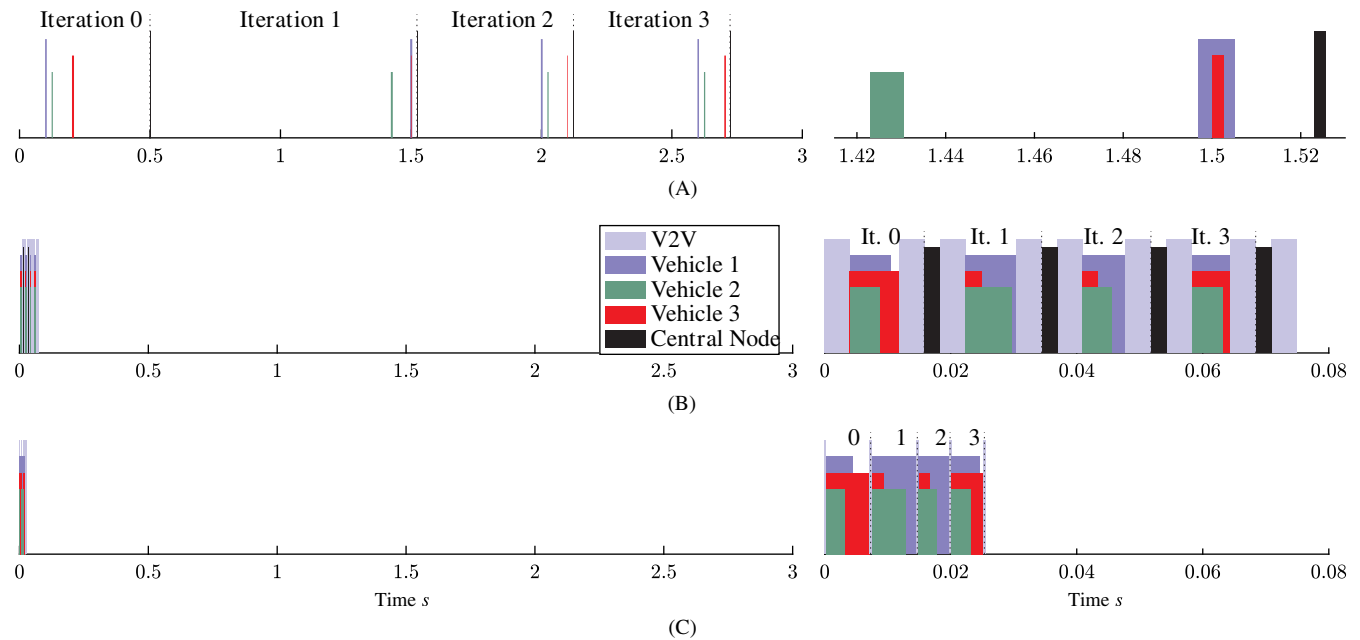 Iteration 0 Iteration 1 Iteration 2 Iteration 3
0 0.5 1 1.5 2 2.5 3
1.42 1.44 1.46 1.48 1.5 1.52
(A)
It. 0 It. 1 It. 2 It. 3
V2V
Vehicle 1
Vehicle 2
Vehicle 3
Central Node
0 0.5 1 1.5 2 2.5 3
0 0.02 0.04 0.06 0.08
(B)
0 1 2 3
0 0.5 1 1.5 2 2.5 3
0 0.02 0.04 0.06 0.08
Time s
Time s
(C)